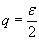 q = ε/2